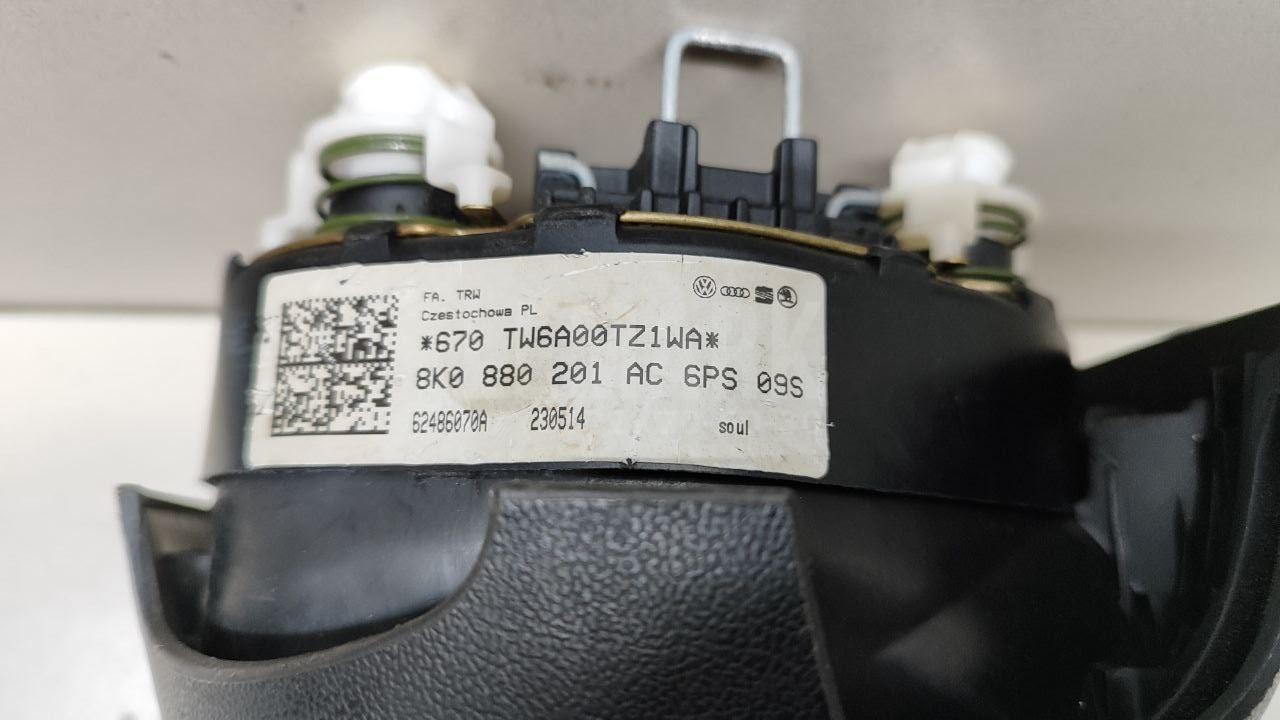 FA. TRW
Czestochowa PL
*670 TW6A00TZ1WA*
8K0 880 201 AC 6PS 09S
62486070A 230514 soul